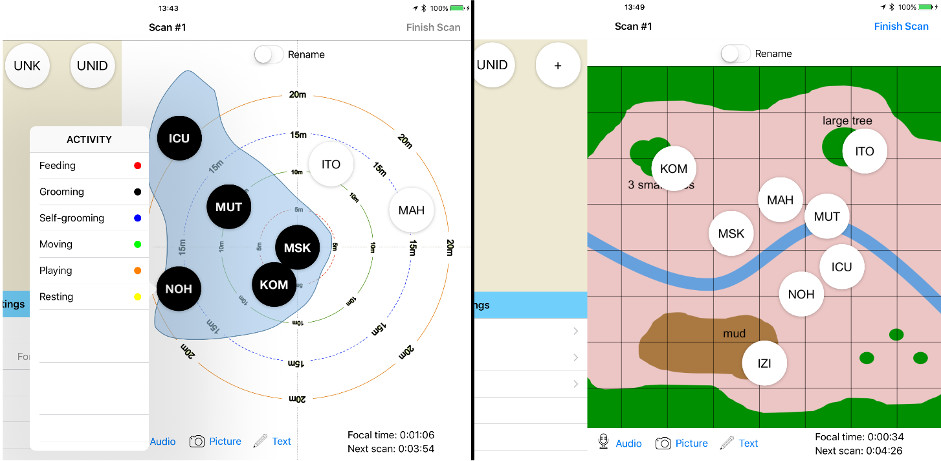 13:43
100%
Scan #1
Finish Scan
UNK
UNID
Rename
ACTIVITY
Feeding
Grooming
Self-grooming
Moving
Playing
Resting
tings
For
20m
20m
15m
15m
10m
ICU
ITO
15m
5m
MUT
MAH
15m
10m
5m
MSK
5m
10m
15m
20m
NOH
KOM
5m
10m
15m
10m
10m
15m
20m
15m
20m
20m
Audio
Picture
Text
Focal time: 0:01:06
Next scan: 0:03:54
13:49
100%
Scan #1
Finish Scan
UNID
+
Rename
large tree
ITO
KOM
MAH
MUT
MSK
ICU
NOH
ngs
mud
IZI
Audio
Picture
Text
Focal time: 0:00:34
Next scan: 0:04:26